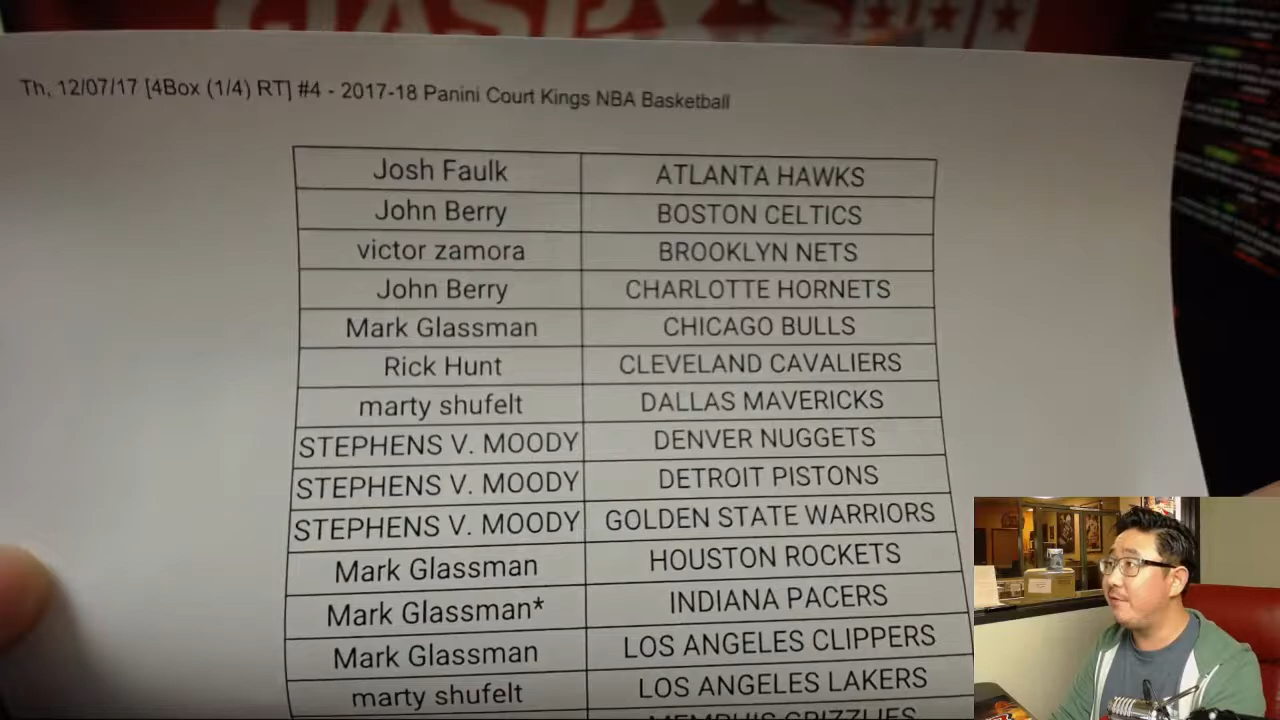 Th, 12/07/17 [4Box (1/4) RT] #4 - 2017-18 Panini Court Kings NBA Basketball
Josh Faulk ATLANTA HAWKS
John Berry BOSTON CELTICS
victor zamora BROOKLYN NETS
John Berry CHARLOTTE HORNETS
Mark Glassman CHICAGO BULLS
Rick Hunt CLEVELAND CAVALIERS
marty shufelt DALLAS MAVERICKS
STEPHENS V. MOODY DENVER NUGGETS
STEPHENS V. MOODY DETROIT PISTONS
STEPHENS V. MOODY GOLDEN STATE WARRIORS
Mark Glassman HOUSTON ROCKETS
Mark Glassman* INDIANA PACERS
Mark Glassman LOS ANGELES CLIPPERS
marty shufelt LOS ANGELES LAKERS
MEMPHIS GRIZZLIES